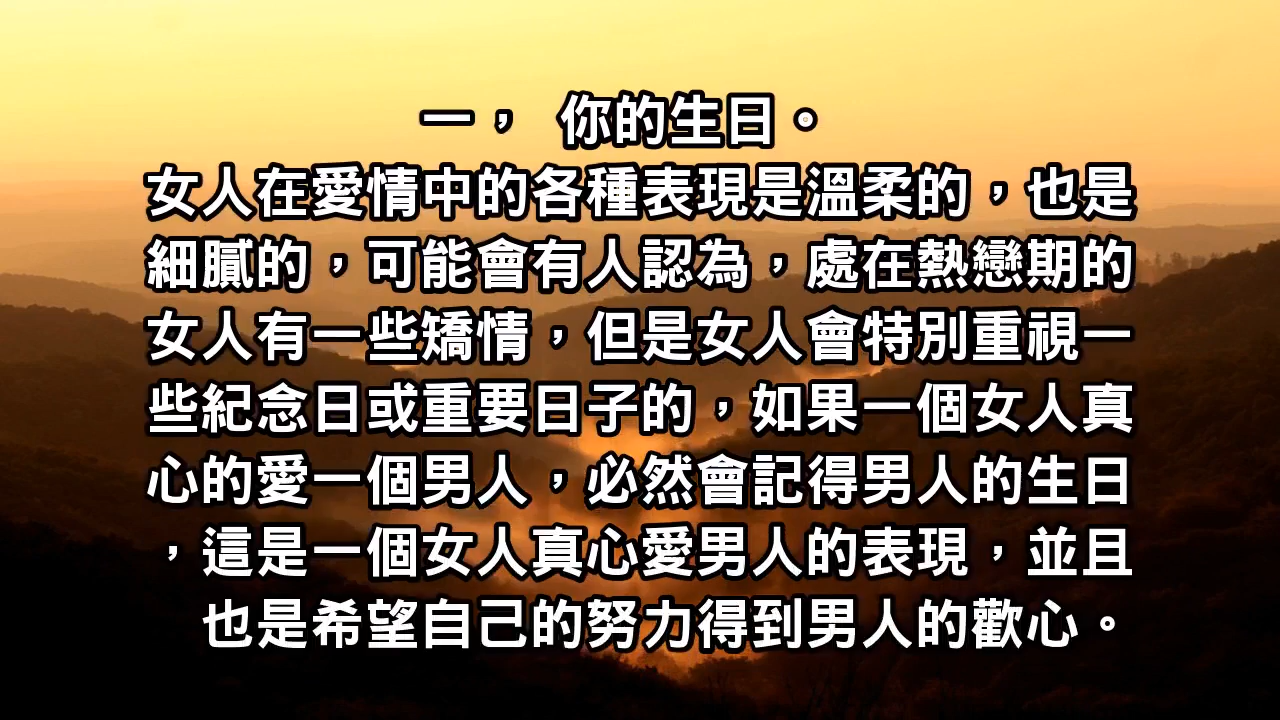 一， 你的生日。
女人在愛情中的各種表現是溫柔的，也是
細膩的，可能會有人認為，處在熱戀期的
女人有一些矯情，但是女人會特別重視一
些紀念日或重要日子的，如果一個女人真
心的愛一個男人，必然會記得男人的生日
，這是一個女人真心愛男人的表現，並且
也是希望自己的努力得到男人的歡心。